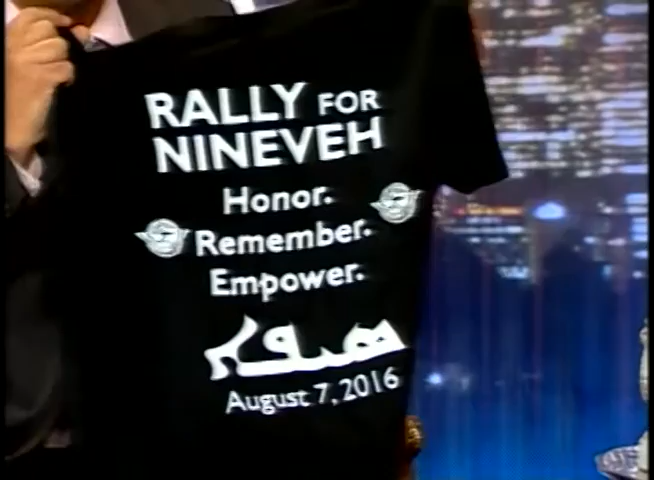 RALLY FOR
NINEVEH
Honor.
Remember.
Empower.
August 7, 2016